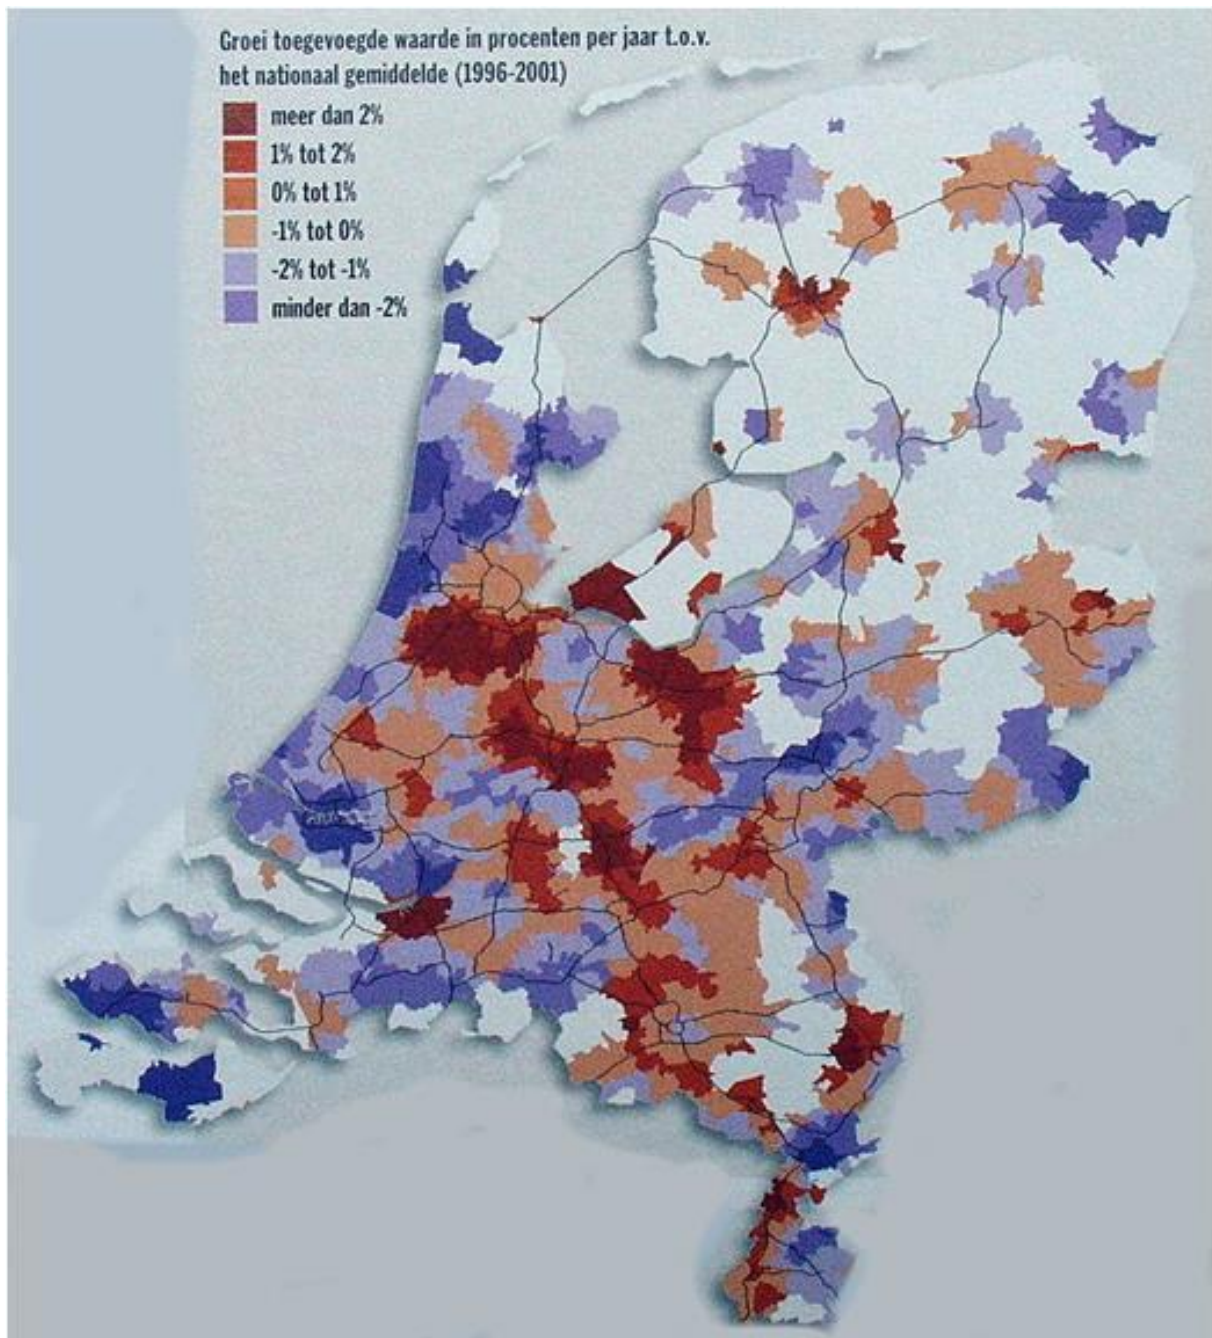 Groei toegevoegde waarde in procenten per jaar t.o.v.
het nationaal gemiddelde (1996-2001)
meer dan 2%
1% tot 2%
0% tot 1%
-1% tot 0%
-2% tot -1%
minder dan -2%